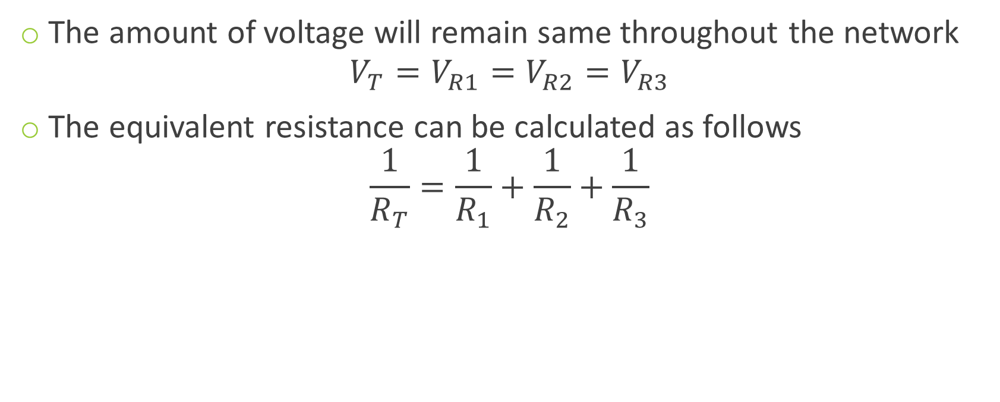 ○ The amount of voltage will remain same throughout the network
$V_T = V_{R1} = V_{R2} = V_{R3}$
○ The equivalent resistance can be calculated as follows
$\frac{1}{R_T} = \frac{1}{R_1} + \frac{1}{R_2} + \frac{1}{R_3}$